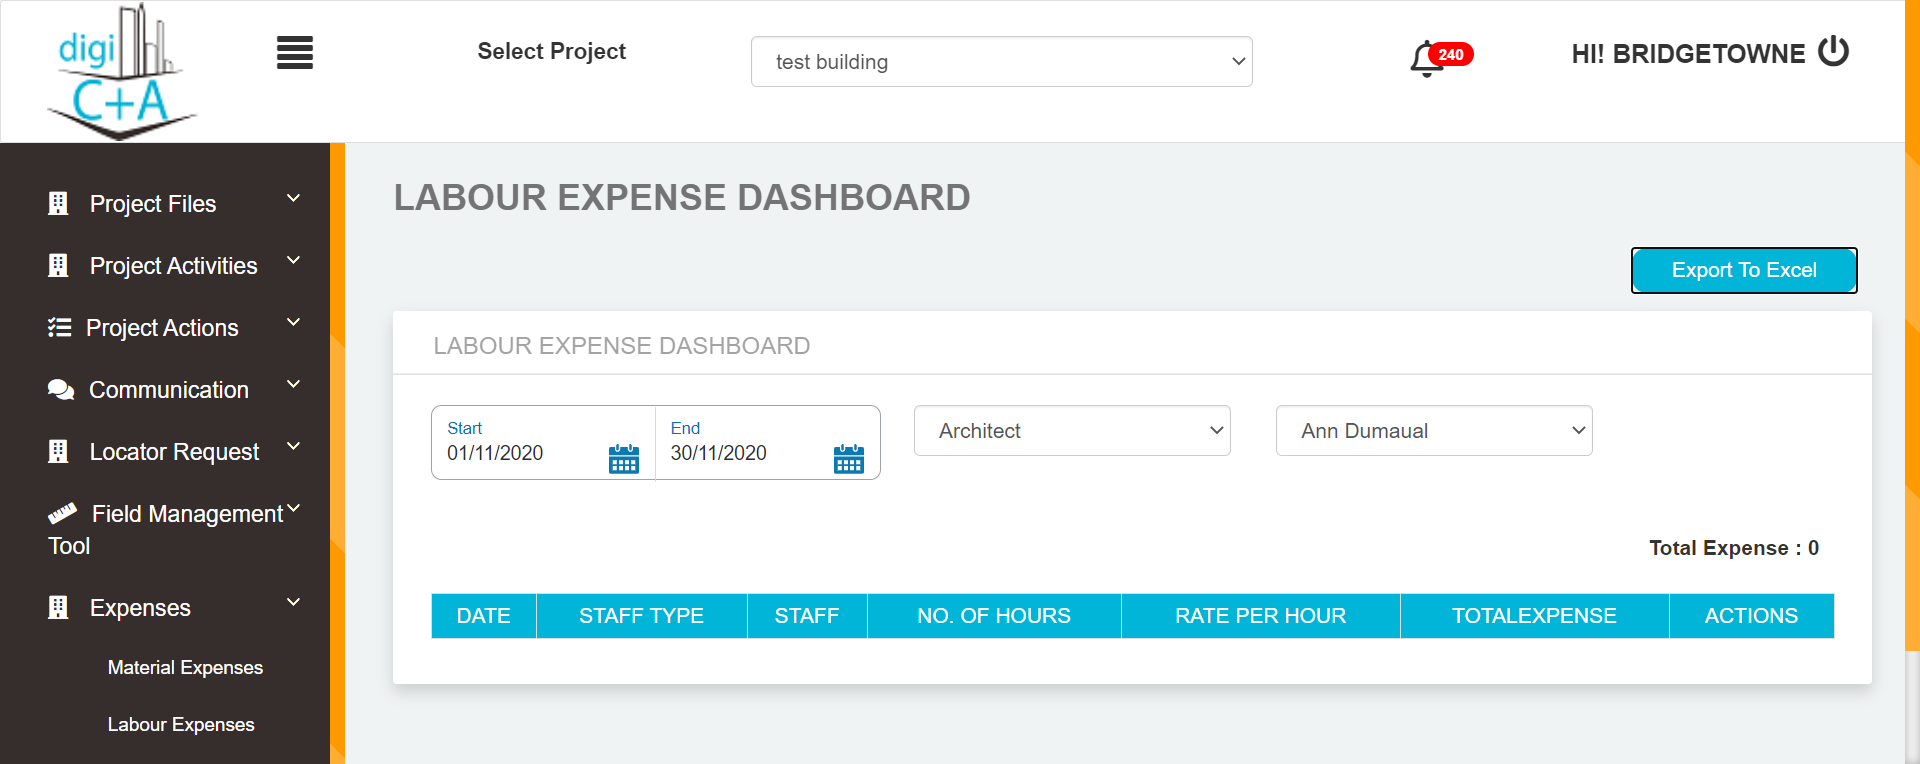 digi
C+A
Select Project
test building
240
HI! BRIDGETOWNE
Project Files
Project Activities
Project Actions
Communication
Locator Request
Field Management
Tool
Expenses
Material Expenses
Labour Expenses
LABOUR EXPENSE DASHBOARD
Export To Excel
LABOUR EXPENSE DASHBOARD
Start
01/11/2020
End
30/11/2020
Architect
Ann Dumaual
Total Expense : 0
DATE STAFF TYPE STAFF NO. OF HOURS RATE PER HOUR TOTALEXPENSE ACTIONS